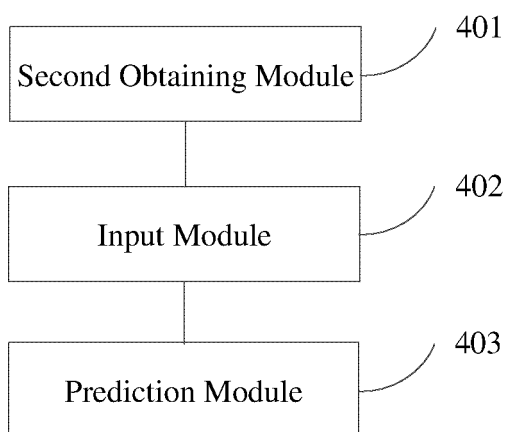 401
Second Obtaining Module
402
Input Module
403
Prediction Module